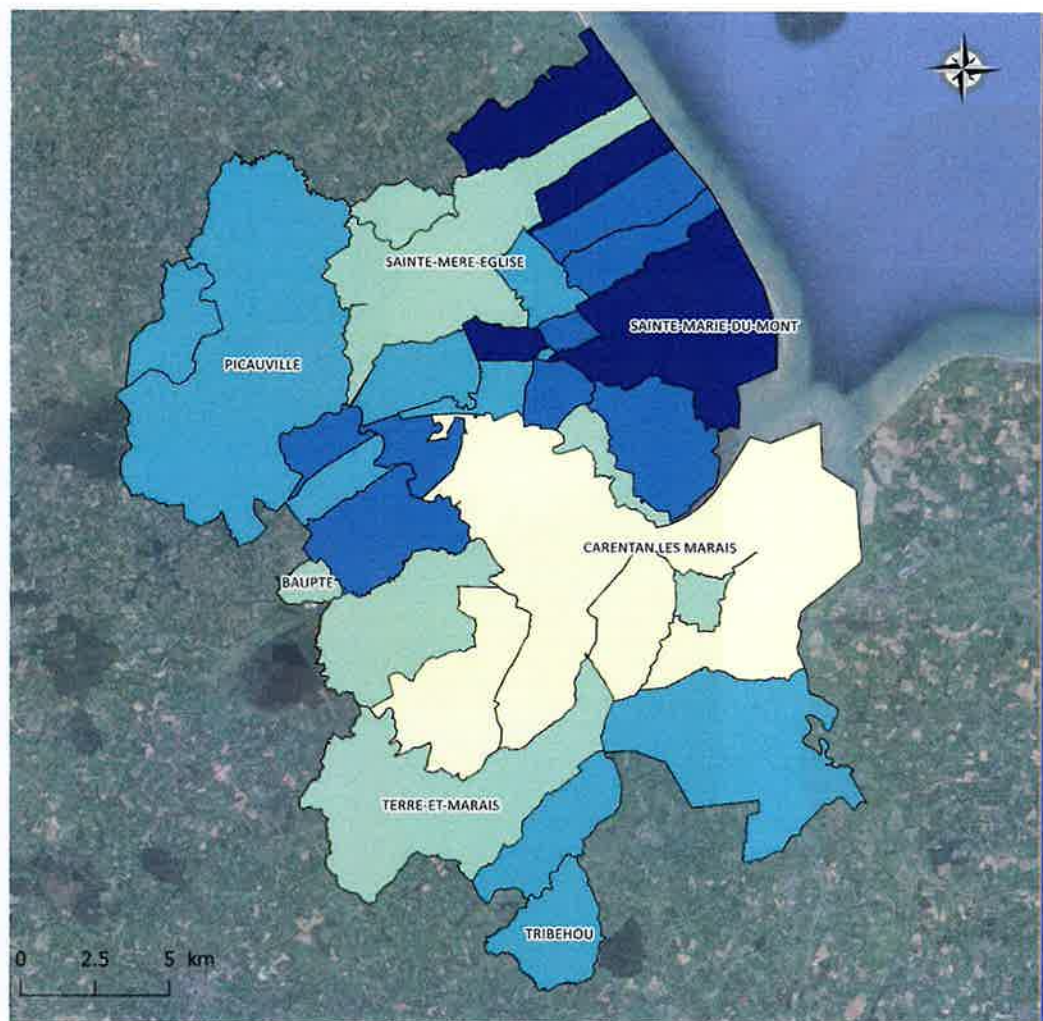 SAINTE-MERE-EGLISE
SAINTE-MARIE-DU-MONT
PICAUVILLE
CARENTAN LES MARAIS
BAUPTE
TERRE-ET-MARAIS
TRIBEHOU
0 2.5 5 km